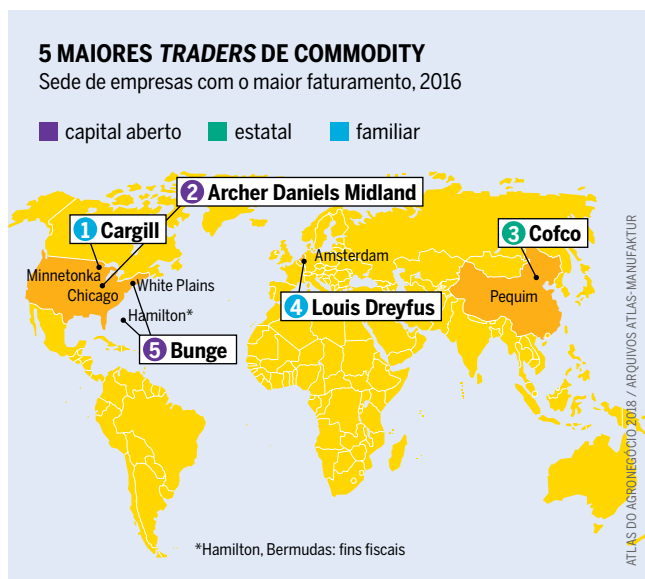 5 MAIORES TRADERS DE COMMODITY
Sede de empresas com o maior faturamento, 2016
capital aberto
estatal
familiar
2 Archer Daniels Midland
1 Cargill
3 Cofco
Minnetonka
Chicago
White Plains
Amsterdam
Pequim
Hamilton*
4 Louis Dreyfus
5 Bunge
*Hamilton, Bermudas: fins fiscais
ATLAS DO AGRONEGÓCIO 2018 / ARQUIVOS ATLAS-MANUFAKTUR